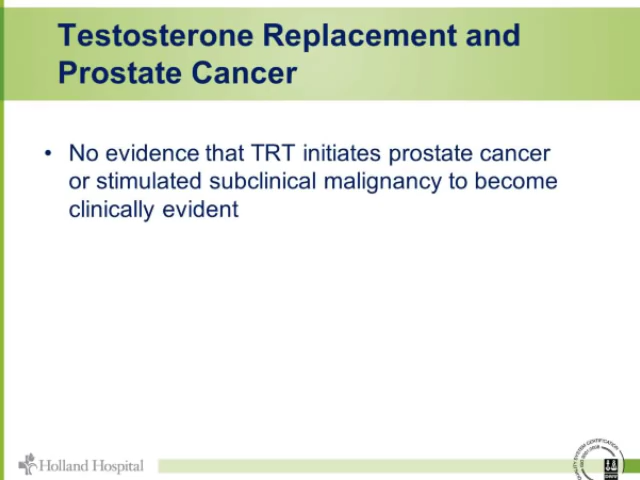 Testosterone Replacement and
Prostate Cancer
• No evidence that TRT initiates prostate cancer
or stimulated subclinical malignancy to become
clinically evident
Holland Hospital